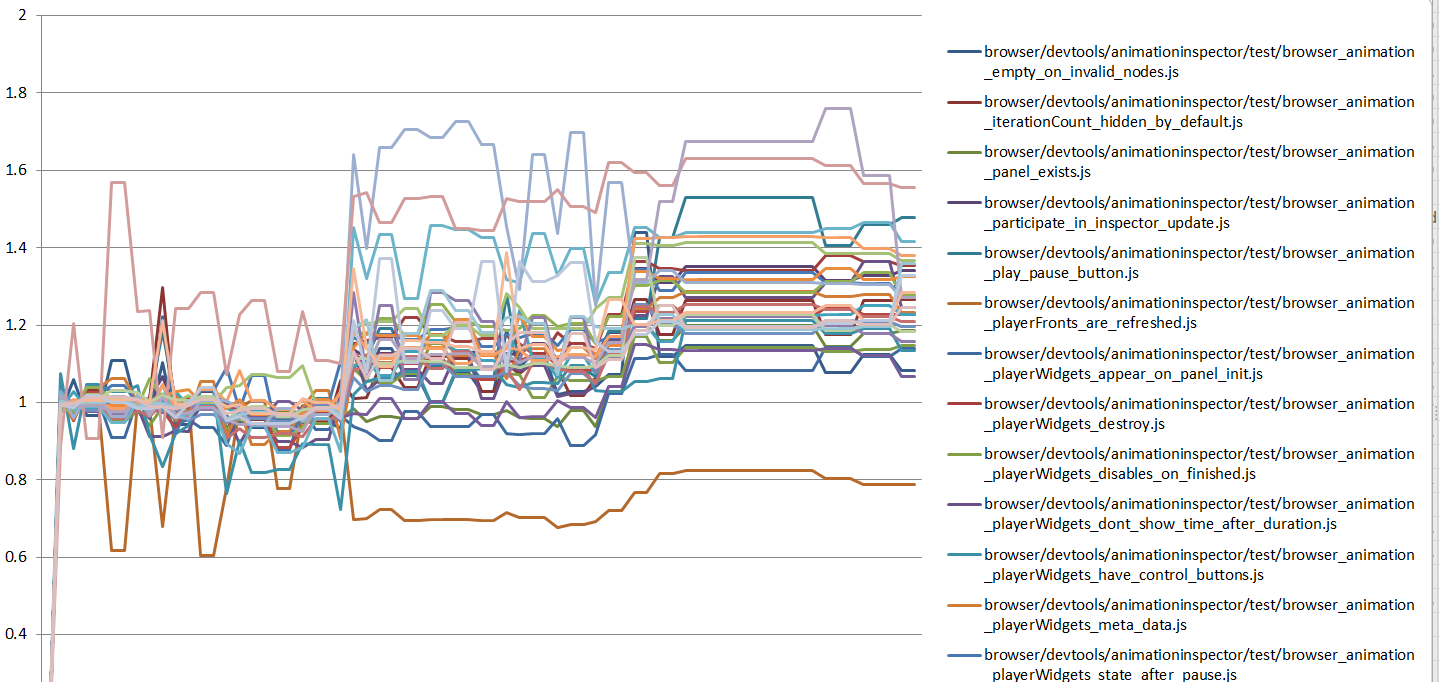 2
1.8
1.6
1.4
1.2
1
0.8
0.6
0.4
browser/devtools/animationinspector/test/browser_animation
_empty_on_invalid_nodes.js
browser/devtools/animationinspector/test/browser_animation
_iterationCount_hidden_by_default.js
browser/devtools/animationinspector/test/browser_animation
_panel_exists.js
browser/devtools/animationinspector/test/browser_animation
_participate_in_inspector_update.js
browser/devtools/animationinspector/test/browser_animation
_play_pause_button.js
browser/devtools/animationinspector/test/browser_animation
_playerFronts_are_refreshed.js
browser/devtools/animationinspector/test/browser_animation
_playerWidgets_appear_on_panel_init.js
browser/devtools/animationinspector/test/browser_animation
_playerWidgets_destroy.js
browser/devtools/animationinspector/test/browser_animation
_playerWidgets_disables_on_finished.js
browser/devtools/animationinspector/test/browser_animation
_playerWidgets_dont_show_time_after_duration.js
browser/devtools/animationinspector/test/browser_animation
_playerWidgets_have_control_buttons.js
browser/devtools/animationinspector/test/browser_animation
_playerWidgets_meta_data.js
browser/devtools/animationinspector/test/browser_animation
_playerWidgets_state_after_pause.js